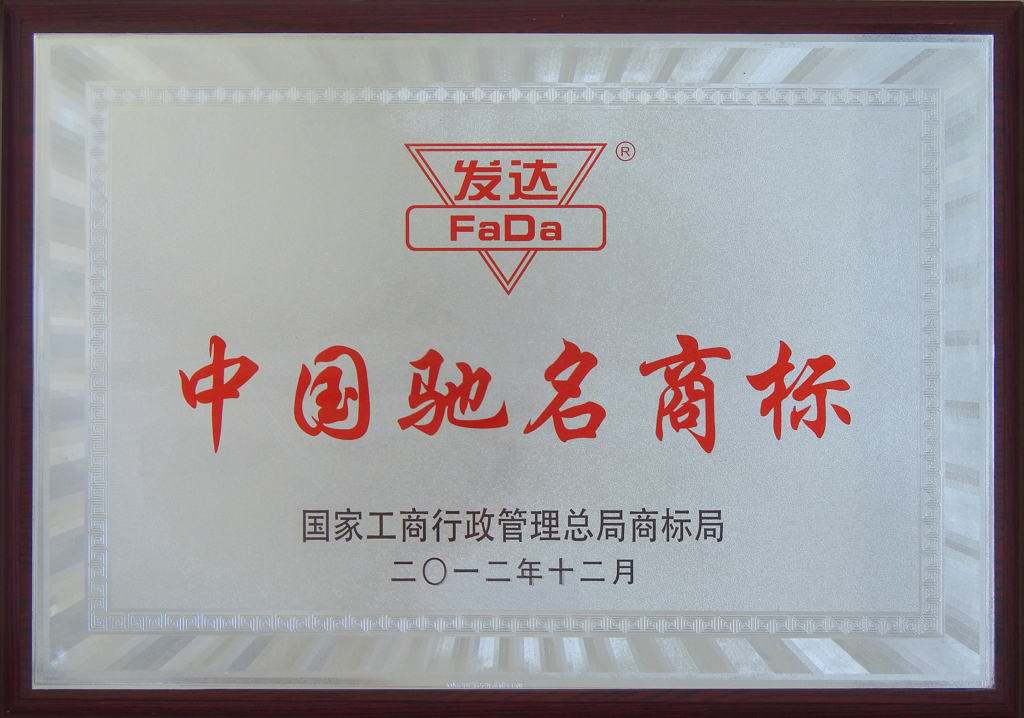 发达®
FaDa
中国驰名商标
国家工商行政管理总局商标局
二〇一二年十二月